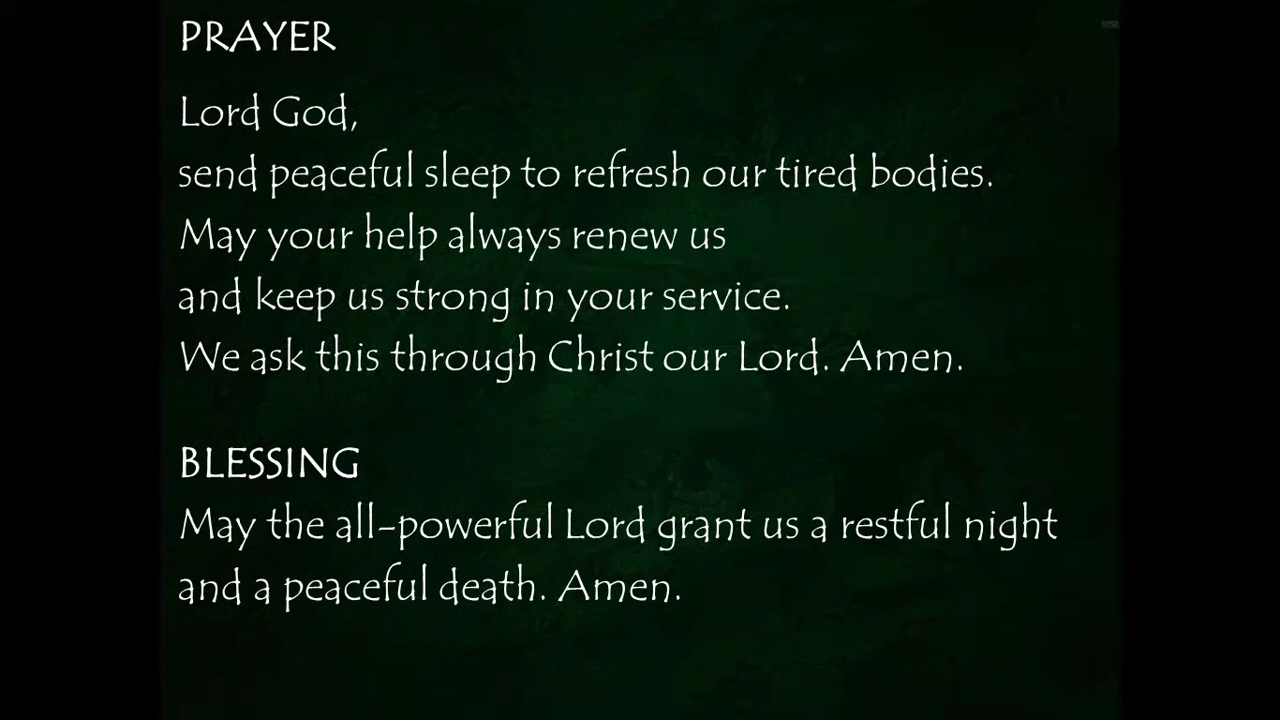 PRAYER
Lord God,
send peaceful sleep to refresh our tired bodies.
May your help always renew us
and keep us strong in your service.
We ask this through Christ our Lord. Amen.
BLESSING
May the all-powerful Lord grant us a restful night
and a peaceful death. Amen.